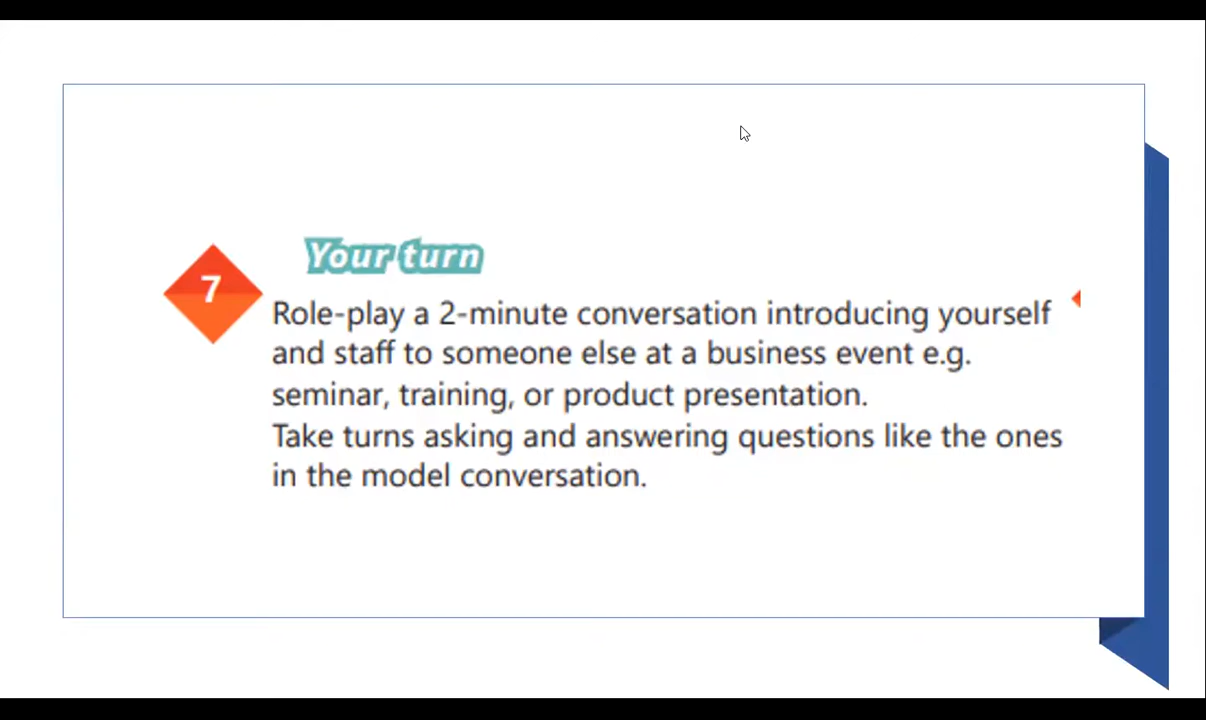 Your turn
7
Role-play a 2-minute conversation introducing yourself
and staff to someone else at a business event e.g.
seminar, training, or product presentation.
Take turns asking and answering questions like the ones
in the model conversation.